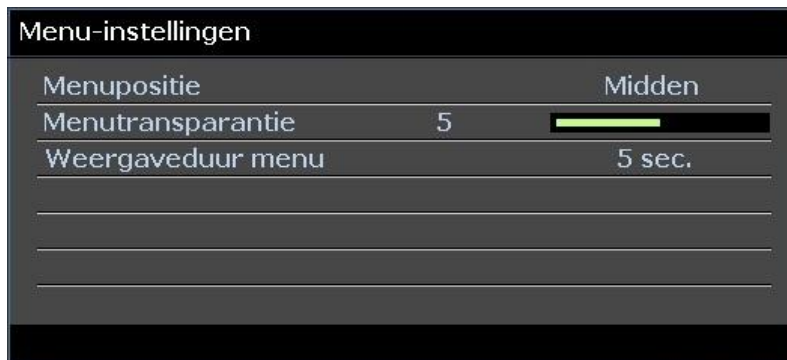 Menu-instellingen
Menupositie Midden
Menutransparantie 5
Weergaveduur menu 5 sec.